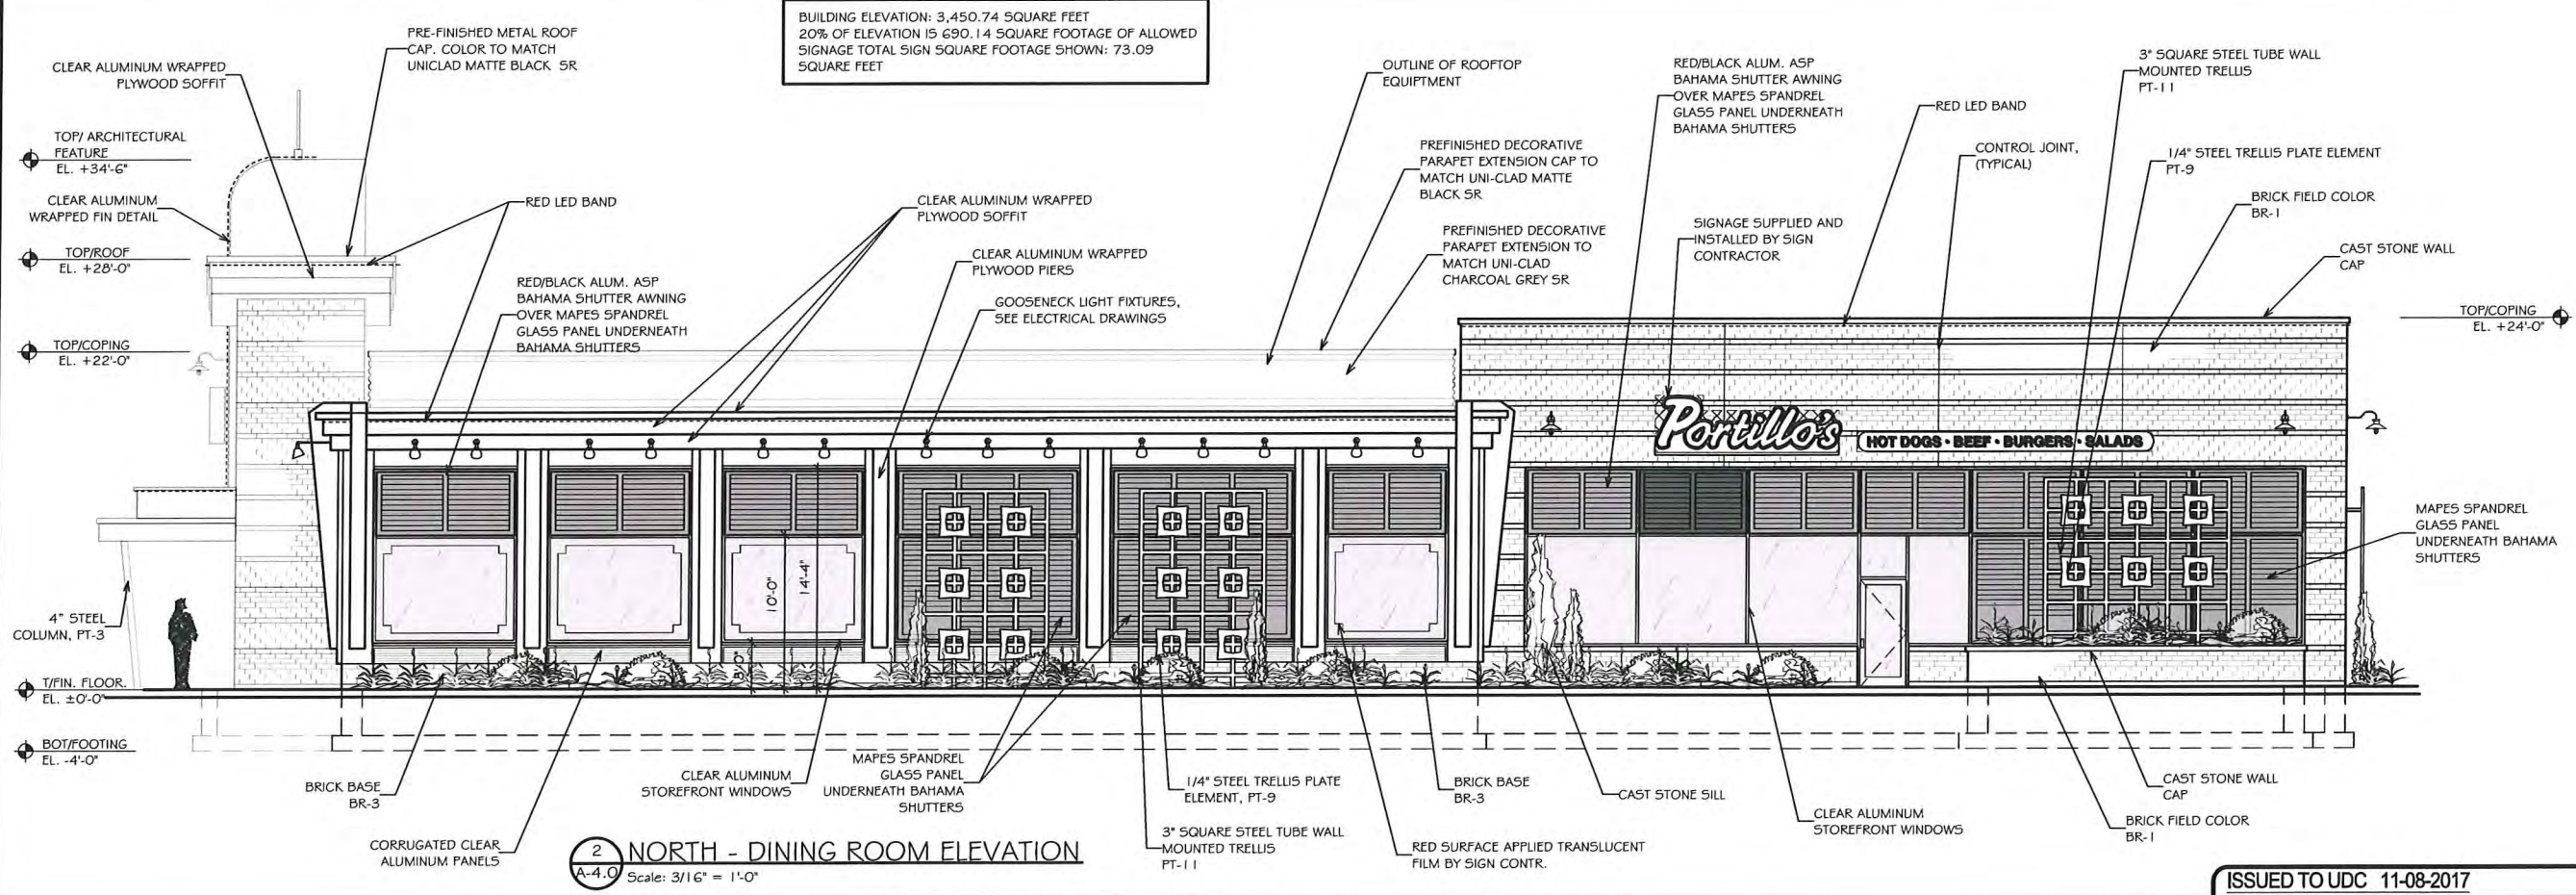 BUILDING ELEVATION: 3,450.74 SQUARE FEET
20% OF ELEVATION IS 690.14 SQUARE FOOTAGE OF ALLOWED
SIGNAGE TOTAL SIGN SQUARE FOOTAGE SHOWN: 73.09
SQUARE FEET
PRE-FINISHED METAL ROOF
CAP. COLOR TO MATCH
UNICLAD MATTE BLACK SR
CLEAR ALUMINUM WRAPPED
PLYWOOD SOFFIT
TOP/ ARCHITECTURAL
FEATURE
EL. +34'-6"
CLEAR ALUMINUM
WRAPPED FIN DETAIL
TOP/ROOF
EL. +28'-0"
TOP/COPING
EL. +22'-0"
RED LED BAND
RED/BLACK ALUM. ASP
BAHAMA SHUTTER AWNING
OVER MAPES SPANDREL
GLASS PANEL UNDERNEATH
BAHAMA SHUTTERS
CLEAR ALUMINUM WRAPPED
PLYWOOD SOFFIT
CLEAR ALUMINUM WRAPPED
PLYWOOD PIERS
GOOSENECK LIGHT FIXTURES,
SEE ELECTRICAL DRAWINGS
OUTLINE OF ROOFTOP
EQUIPTMENT
PREFINISHED DECORATIVE
PARAPET EXTENSION CAP TO
MATCH UNI-CLAD MATTE
BLACK SR
PREFINISHED DECORATIVE
PARAPET EXTENSION TO
MATCH UNI-CLAD
CHARCOAL GREY SR
RED/BLACK ALUM. ASP
BAHAMA SHUTTER AWNING
OVER MAPES SPANDREL
GLASS PANEL UNDERNEATH
BAHAMA SHUTTERS
SIGNAGE SUPPLIED AND
INSTALLED BY SIGN
CONTRACTOR
RED LED BAND
CONTROL JOINT,
(TYPICAL)
3" SQUARE STEEL TUBE WALL
MOUNTED TRELLIS
PT-11
1/4" STEEL TRELLIS PLATE ELEMENT
PT-9
BRICK FIELD COLOR
BR-1
CAST STONE WALL
CAP
TOP/COPING
EL. +24'-0"
Portillo's
HOT DOGS • BEEF • BURGERS • SALADS
MAPES SPANDREL
GLASS PANEL
UNDERNEATH BAHAMA
SHUTTERS
10'-0"
14'-4"
4" STEEL
COLUMN, PT-3
T/FIN. FLOOR.
EL. ±0'-0"
BOT/FOOTING
EL. -4'-0"
BRICK BASE
BR-3
CORRUGATED CLEAR
ALUMINUM PANELS
CLEAR ALUMINUM
STOREFRONT WINDOWS
MAPES SPANDREL
GLASS PANEL
UNDERNEATH BAHAMA
SHUTTERS
1/4" STEEL TRELLIS PLATE
ELEMENT, PT-9
3" SQUARE STEEL TUBE WALL
MOUNTED TRELLIS
PT-11
BRICK BASE
BR-3
RED SURFACE APPLIED TRANSLUCENT
FILM BY SIGN CONTR.
CAST STONE SILL
CLEAR ALUMINUM
STOREFRONT WINDOWS
CAST STONE WALL
CAP
BRICK FIELD COLOR
BR-1
2
A-4.0
NORTH - DINING ROOM ELEVATION
Scale: 3/16" = 1'-0"
ISSUED TO UDC 11-08-2017